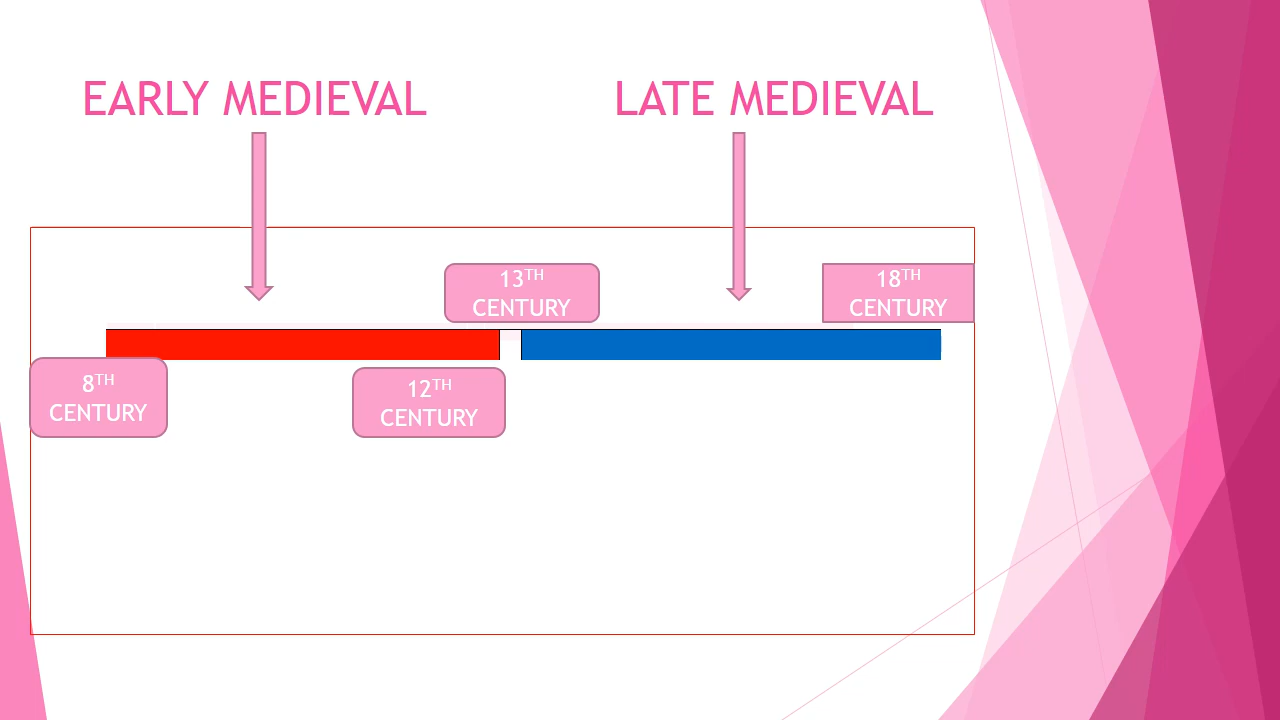 EARLY MEDIEVAL
LATE MEDIEVAL
13TH
CENTURY
18TH
CENTURY
8TH
CENTURY
12TH
CENTURY